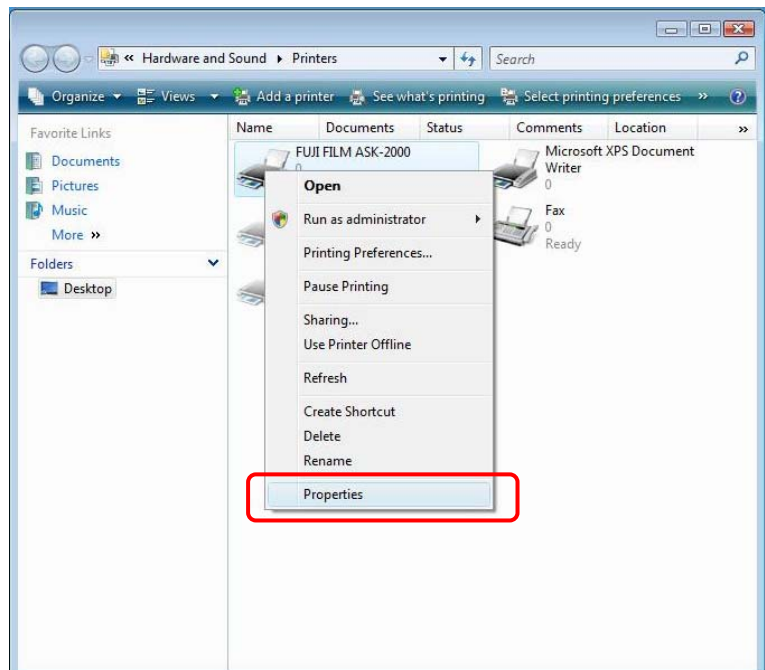 « Hardware and Sound ▸ Printers Search
Organize Views Add a printer See what's printing Select printing preferences »
Favorite Links
Documents
Pictures
Music
More »
Folders
Desktop
Name Documents Status Comments Location »
FUJI FILM ASK-2000
0
Microsoft XPS Document
Writer
0
Fax
0
Ready
Open
Run as administrator
Printing Preferences...
Pause Printing
Sharing...
Use Printer Offline
Refresh
Create Shortcut
Delete
Rename
Properties